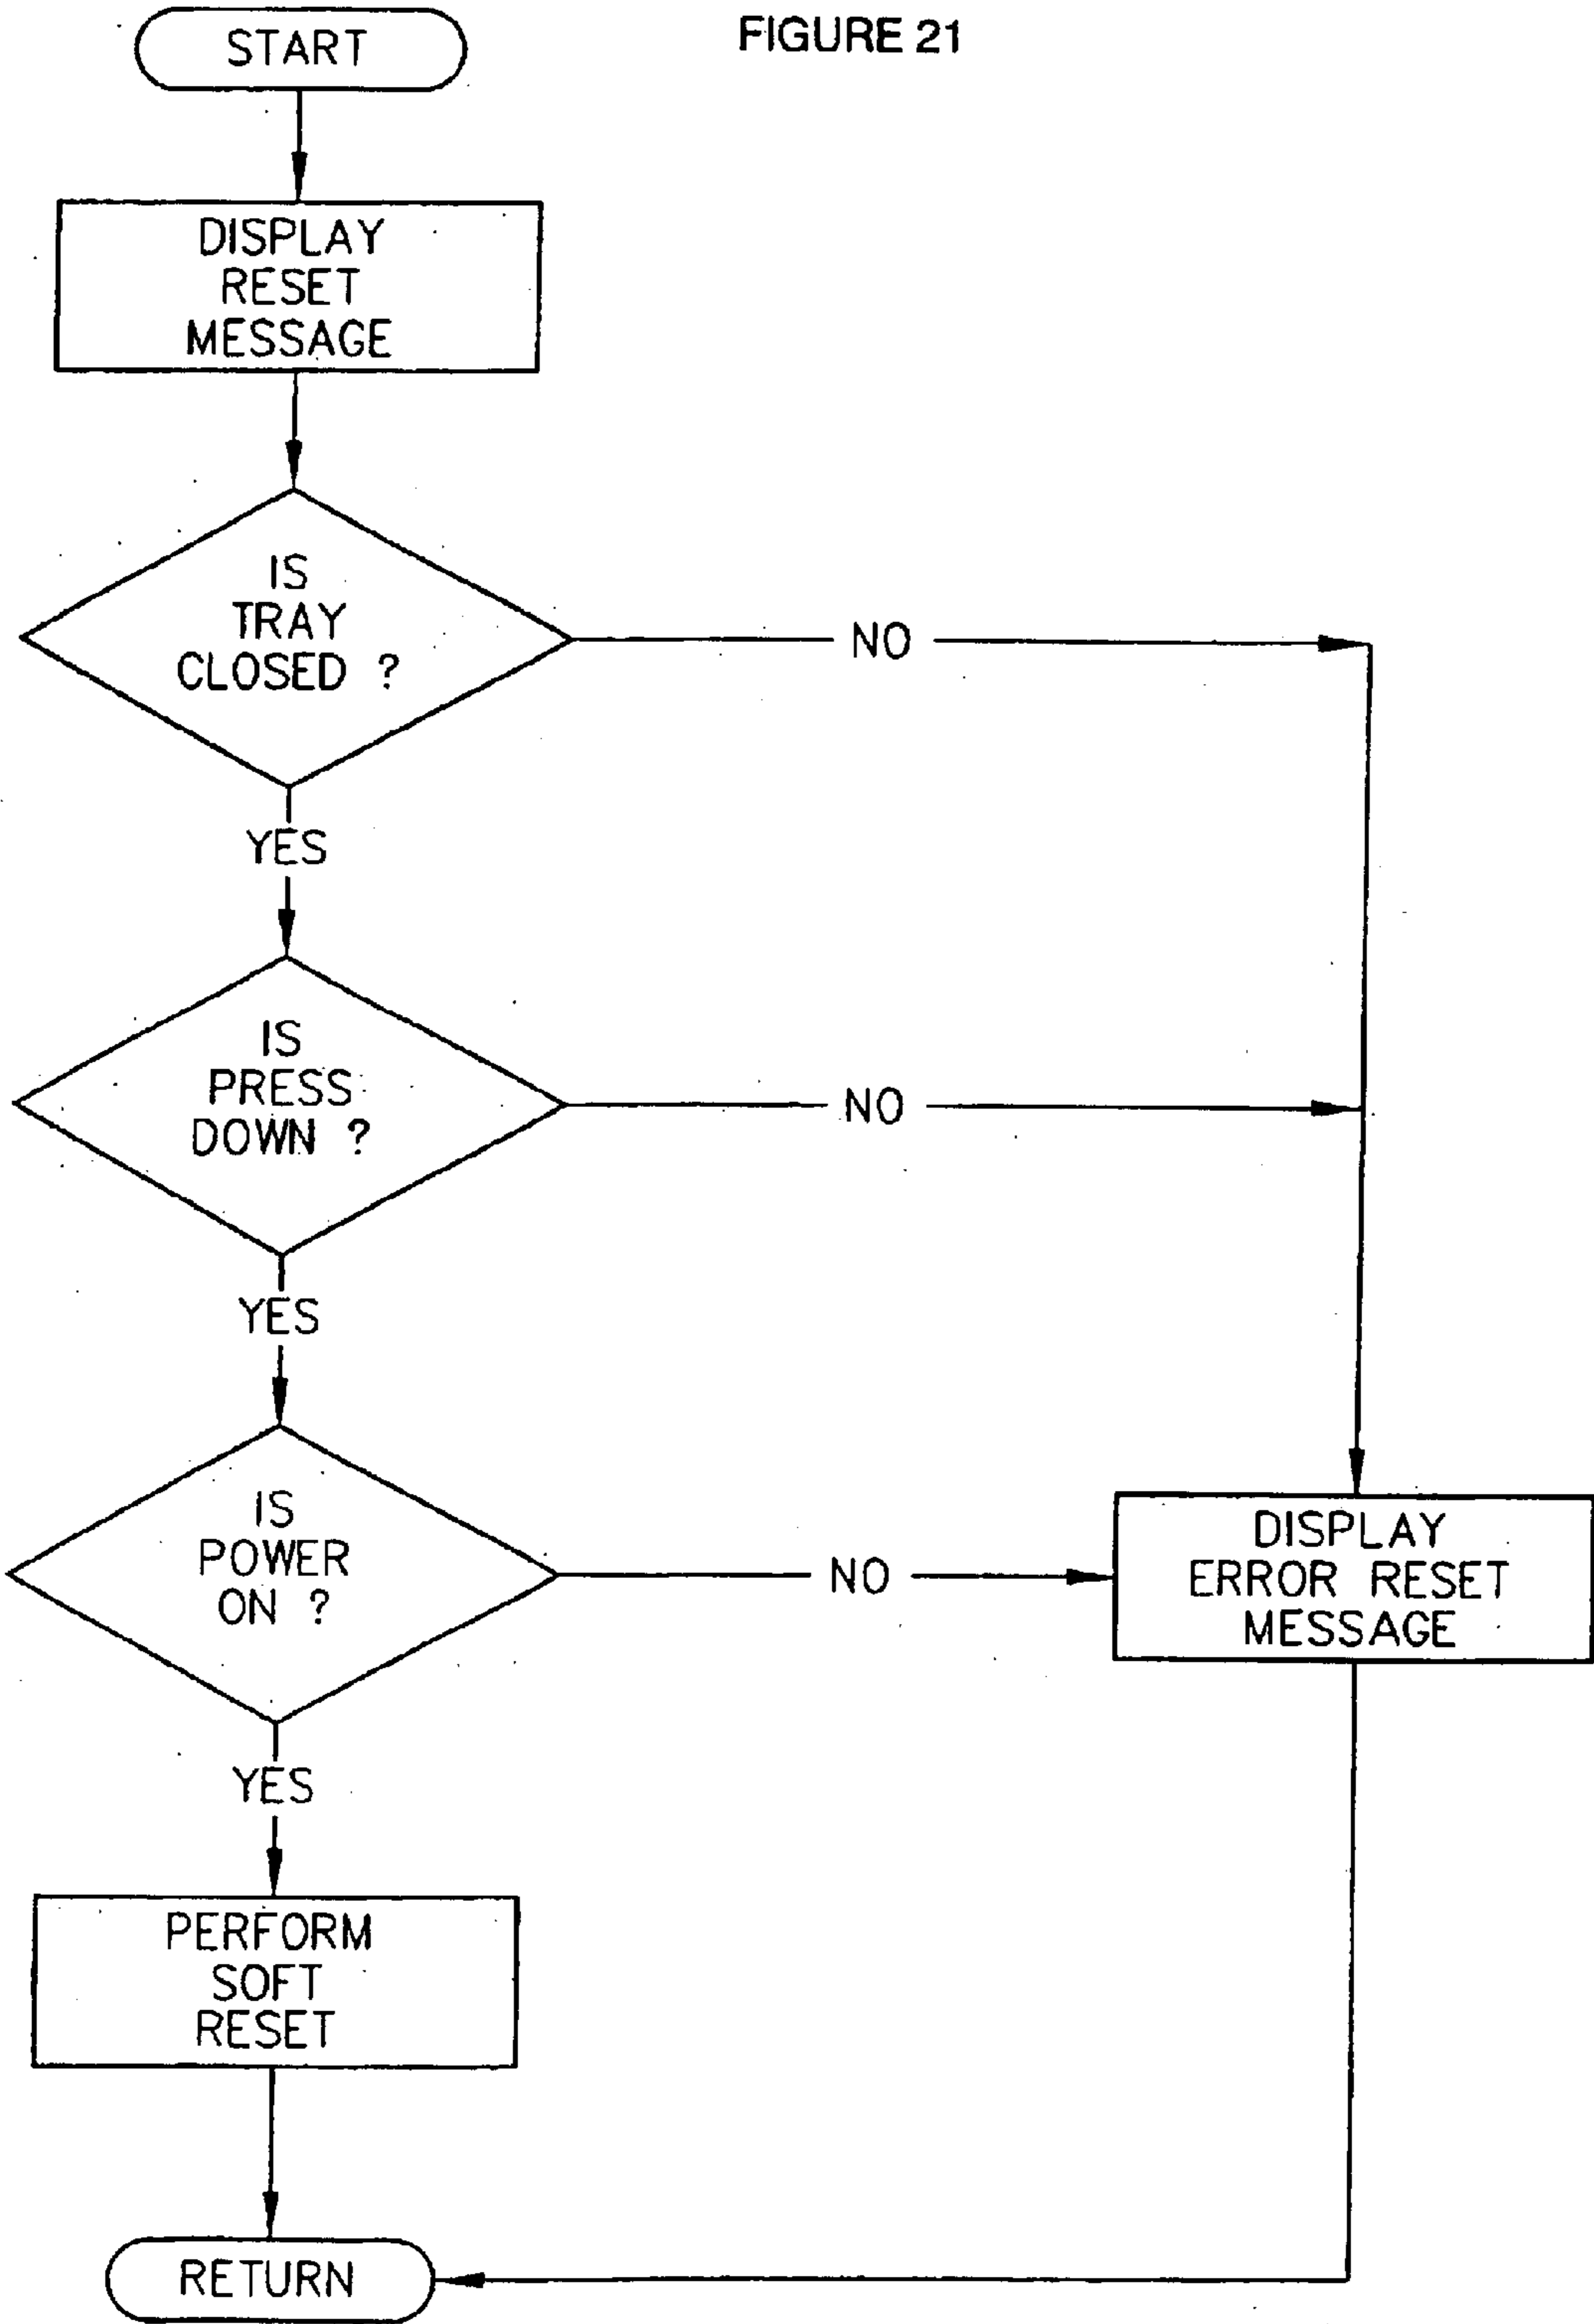 FIGURE 21
START
DISPLAY
RESET
MESSAGE
IS
TRAY
CLOSED ?
NO
YES
IS
PRESS
DOWN ?
NO
YES
IS
POWER
ON ?
NO
DISPLAY
ERROR RESET
MESSAGE
YES
PERFORM
SOFT
RESET
RETURN